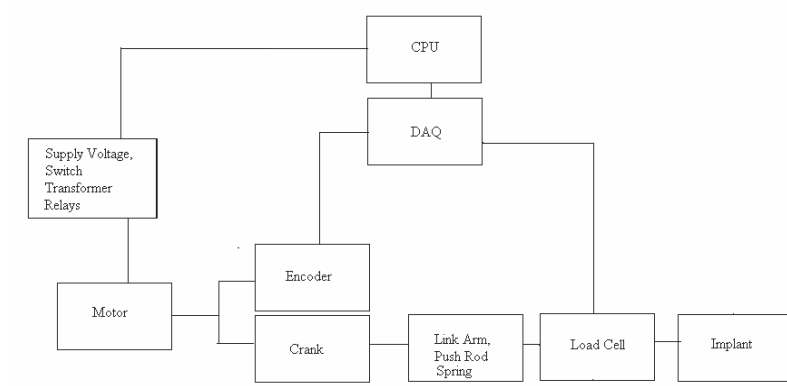 CPU
DAQ
Supply Voltage,
Switch
Transformer
Relays
Encoder
Motor
Crank
Link Arm,
Push Rod
Spring
Load Cell
Implant